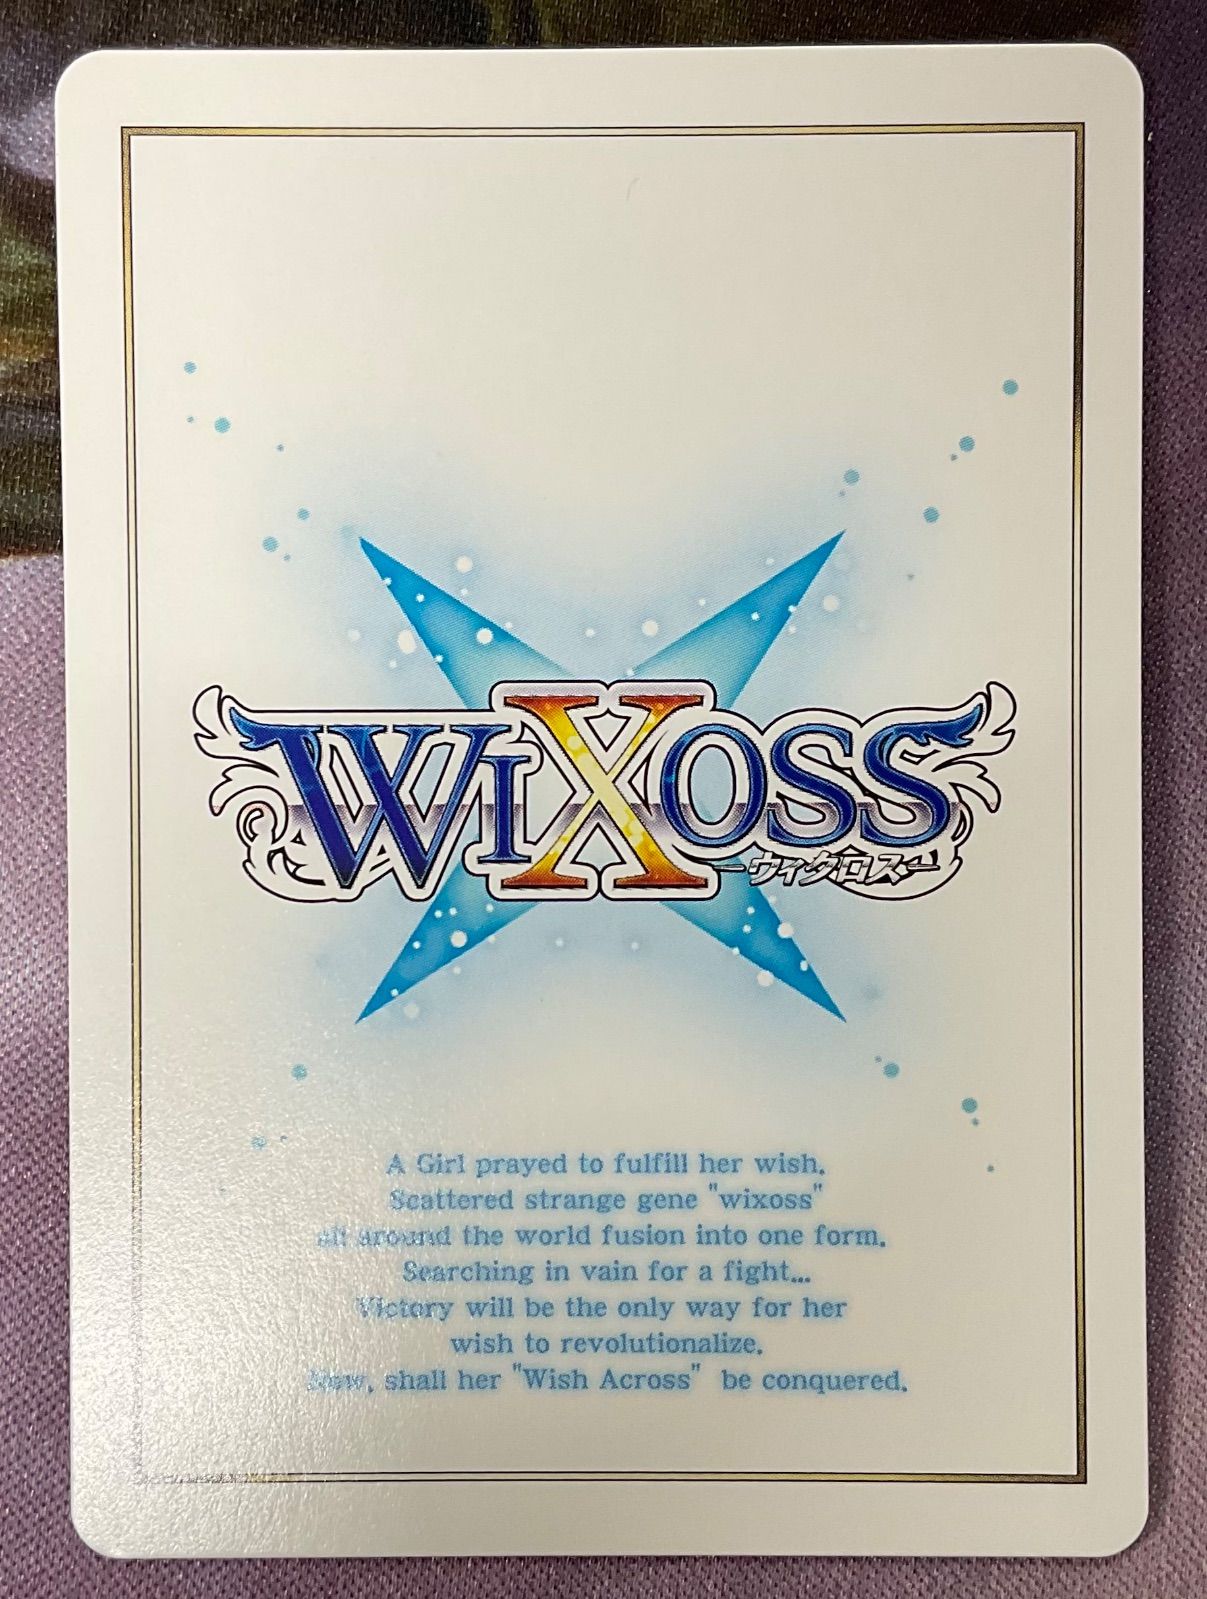 WIXOSS
ーウィクロスー
A Girl prayed to fulfill her wish.
Scattered strange gene "wixoss"
all around the world fusion into one form.
Searching in vain for a fight...
Victory will be the only way for her
wish to revolutionalize.
Now, shall her "Wish Across" be conquered.